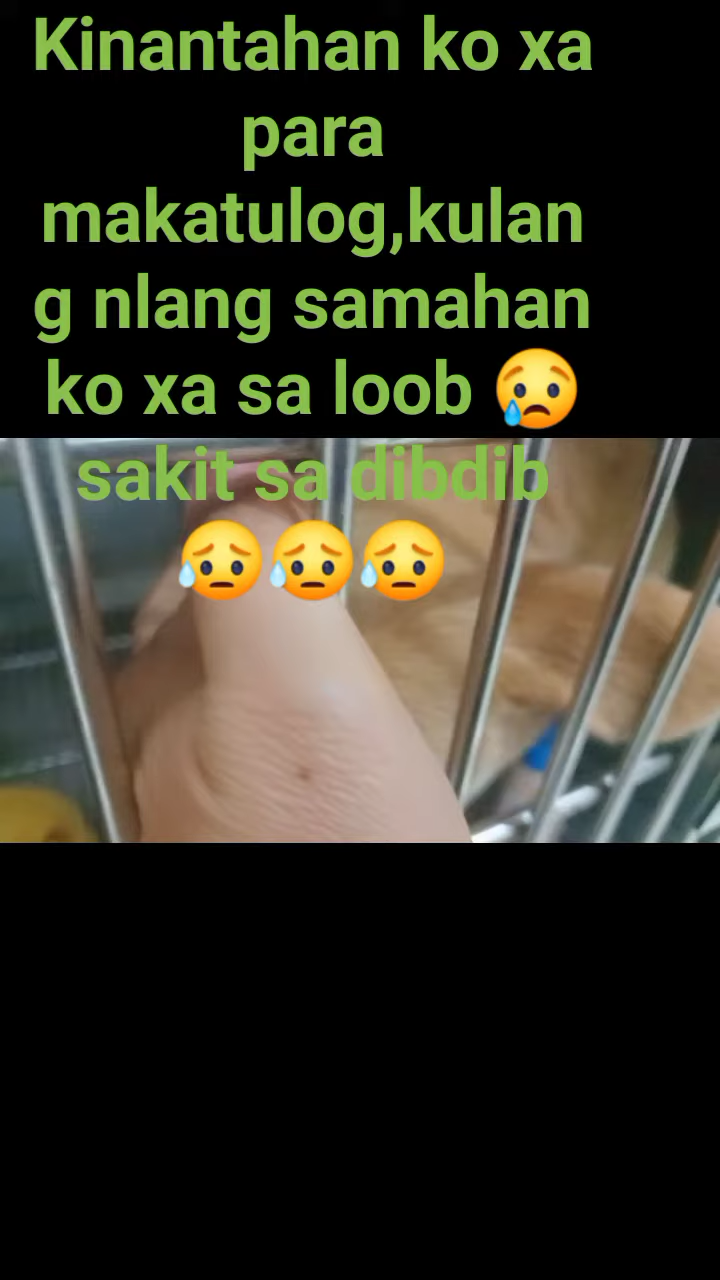 Kinantahan ko xa
para
makatulog,kulan
g nlang samahan
ko xa sa loob 😢
sakit sa dibdib
😥😥😥